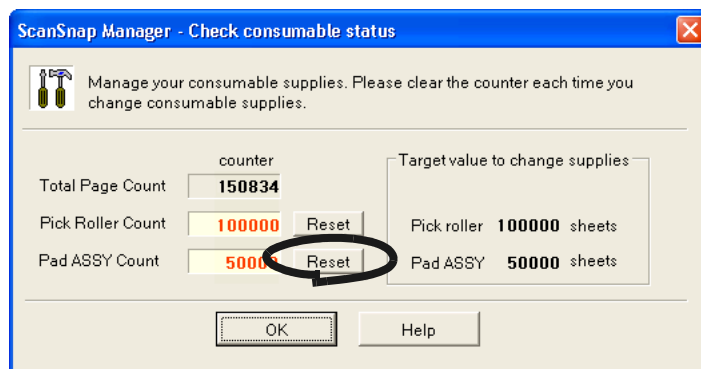 ScanSnap Manager - Check consumable status
Manage your consumable supplies. Please clear the counter each time you
change consumable supplies.
counter
Target value to change supplies
Total Page Count 150834
Pick Roller Count 100000 Reset
Pick roller 100000 sheets
Pad ASSY Count 50000 Reset
Pad ASSY 50000 sheets
OK Help